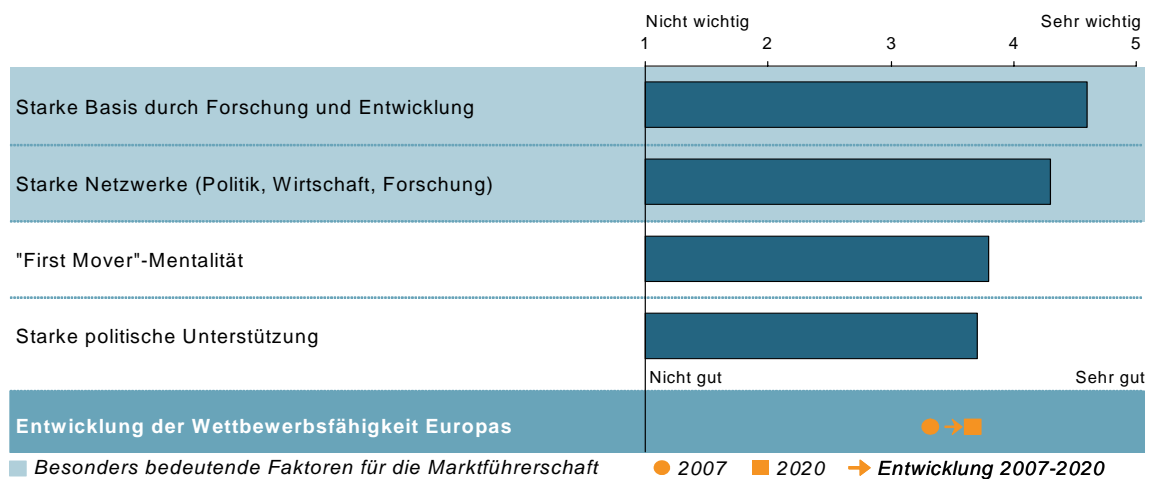 Nicht wichtig Sehr wichtig
1 2 3 4 5
Starke Basis durch Forschung und Entwicklung
Starke Netzwerke (Politik, Wirtschaft, Forschung)
"First Mover"-Mentalität
Starke politische Unterstützung
Nicht gut Sehr gut
Entwicklung der Wettbewerbsfähigkeit Europas
Besonders bedeutende Faktoren für die Marktführerschaft 2007 2020 Entwicklung 2007-2020